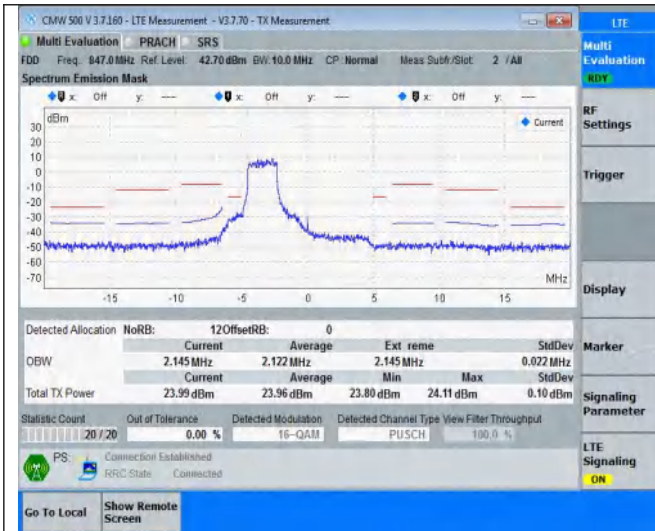 CMW 500 V 3.7.160 - LTE Measurement - V3.7.70 - TX Measurement
LTE
Multi Evaluation PRACH SRS
Multi
Evaluation
RDY
FDD Freq.: 847.0 MHz Ref. Level: 42.70 dBm BW: 10.0 MHz CP: Normal Meas Subfr./Slot: 2 /All
Spectrum Emission Mask
x: Off y: --- x: Off y: --- x: Off y: ---
RF
Settings
dBm
Current
30
20
10
0
-10
-20
-30
-40
-50
-60
-70
MHz
-15 -10 -5 0 5 10 15
Trigger
Display
Detected Allocation NoRB: 12OffsetRB: 0
Current Average Ext reme StdDev
OBW 2.145 MHz 2.122 MHz 2.145 MHz 0.022 MHz
Current Average Min Max StdDev
Total TX Power 23.99 dBm 23.96 dBm 23.80 dBm 24.11 dBm 0.10 dBm
Marker
Signaling
Parameter
Statistic Count Out of Tolerance Detected Modulation Detected Channel Type View Filter Throughput
20 / 20 0.00 % 16-QAM PUSCH 100.0 %
PS: Connection Established
RRC State Connected
LTE
Signaling
ON
Go To Local
Show Remote
Screen